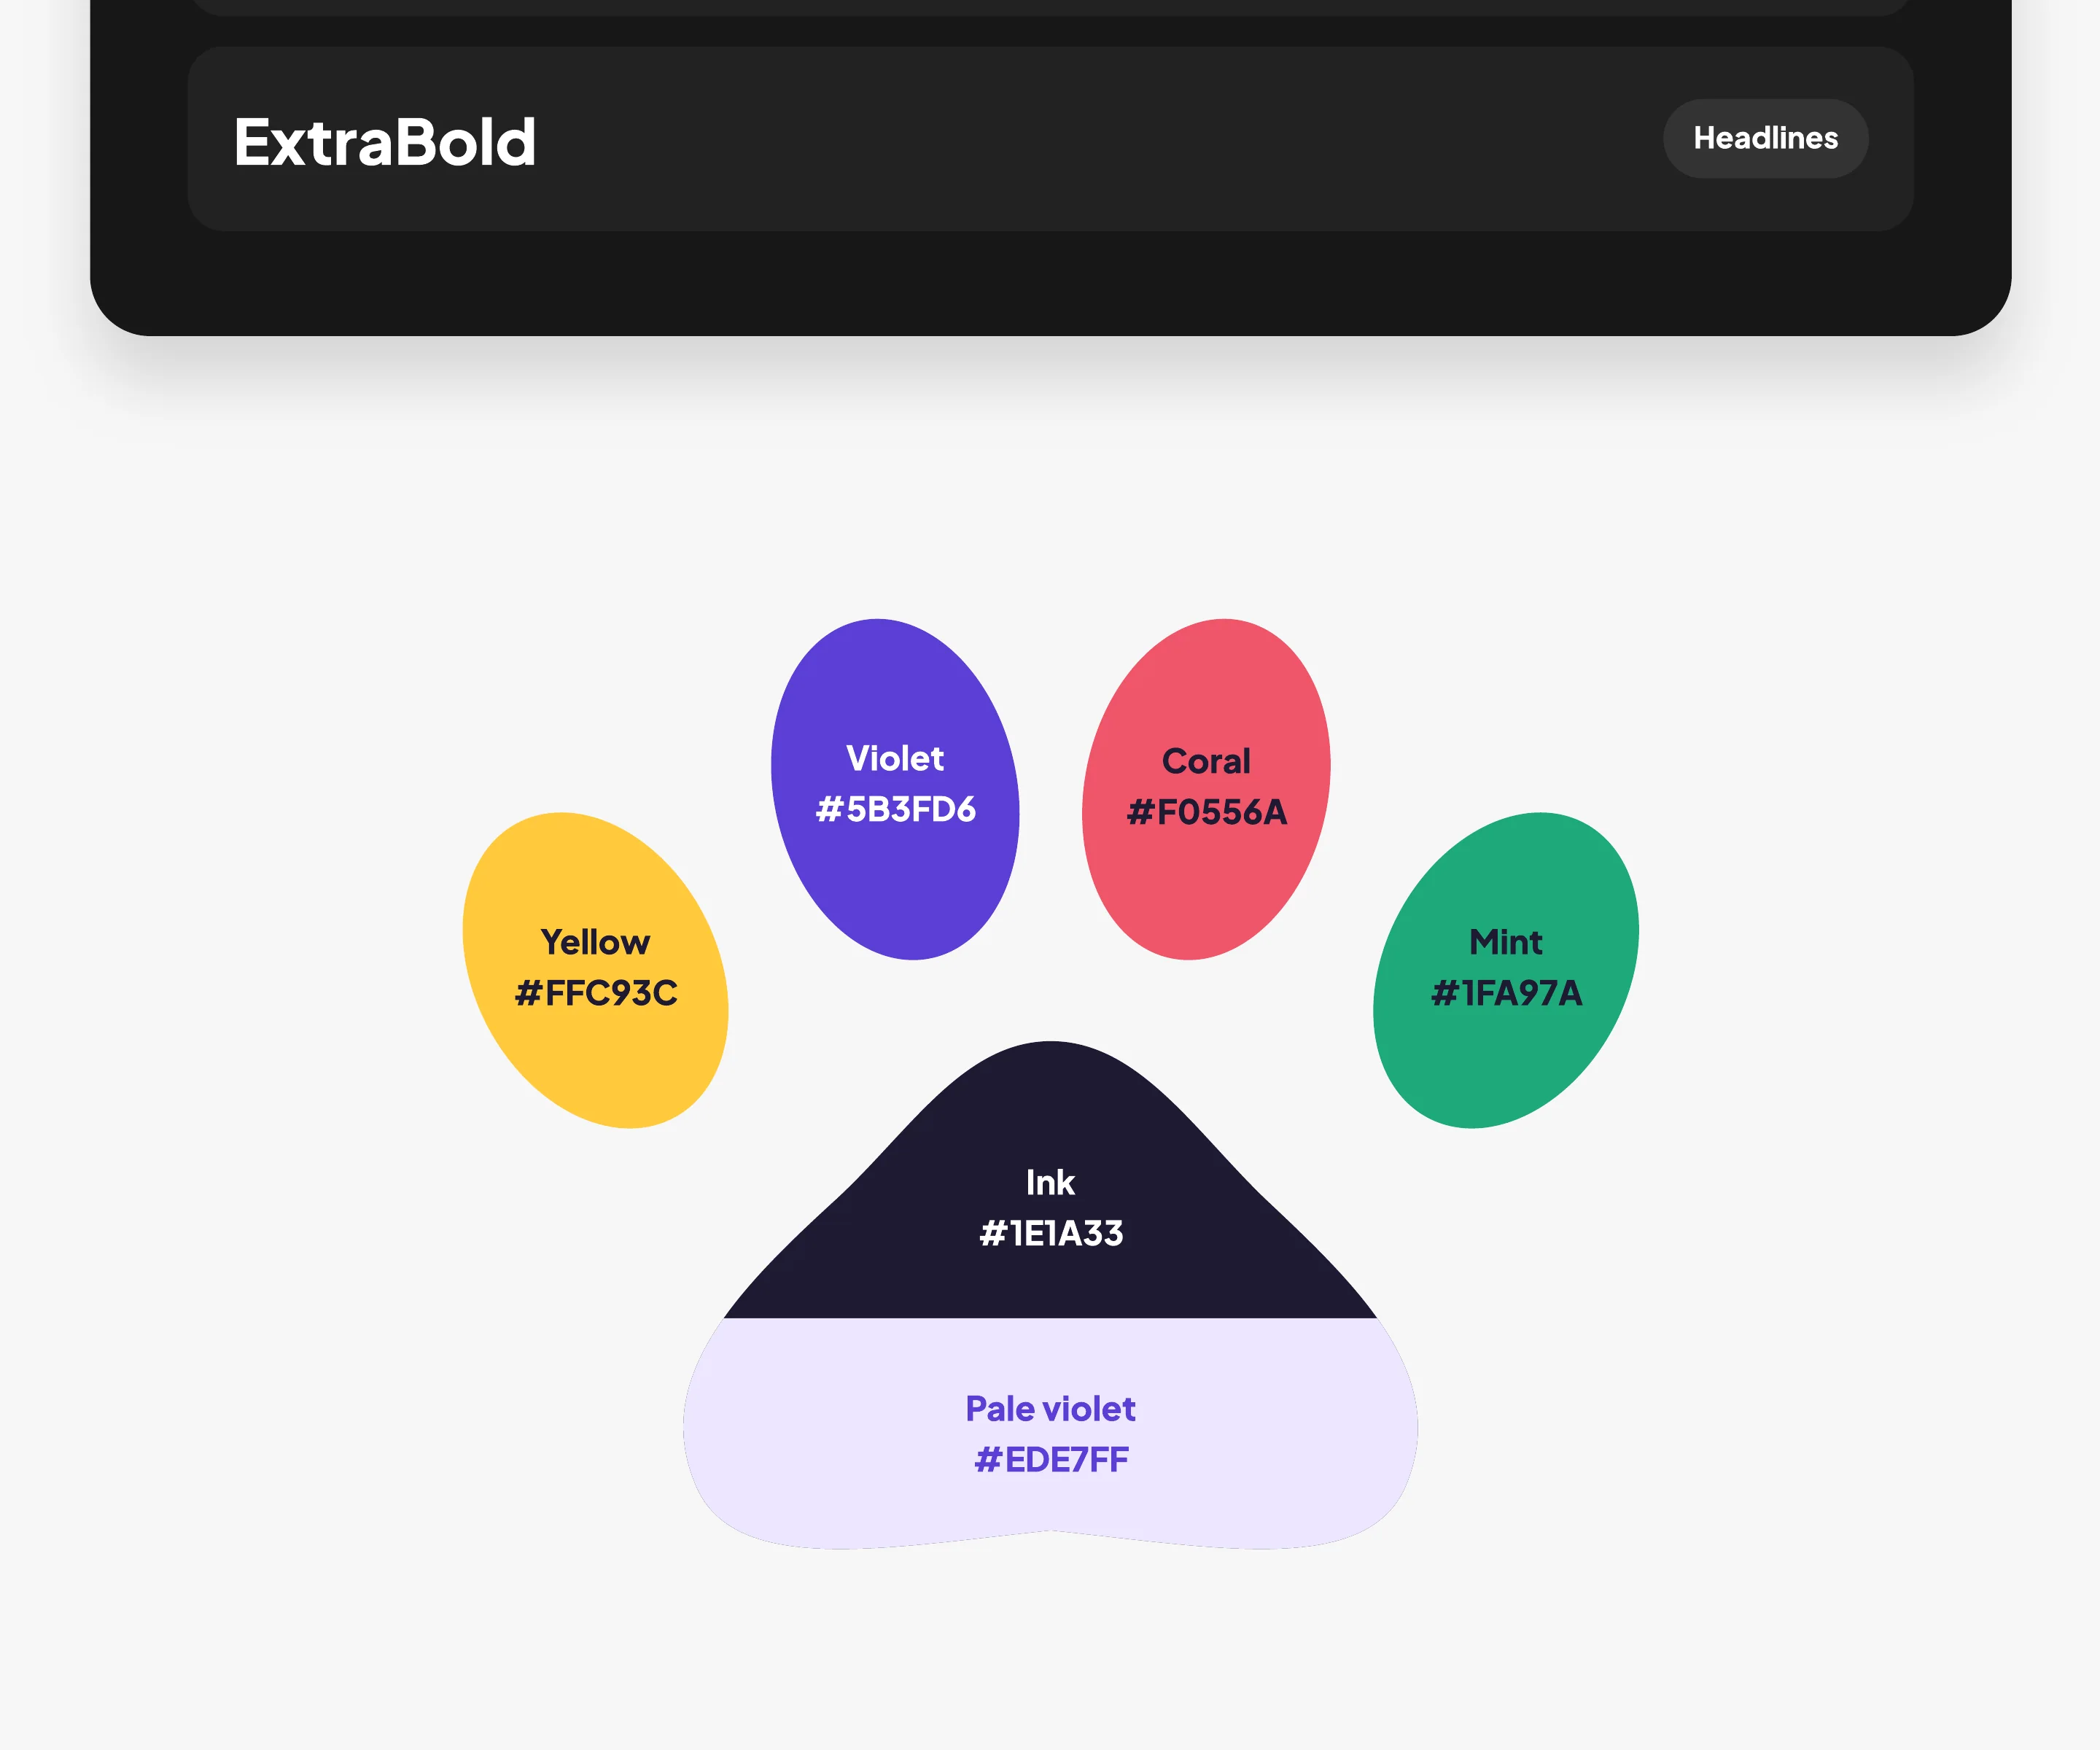 ExtraBold
Headlines
Violet
#5B3FD6
Coral
#F0556A
Yellow
#FFC93C
Mint
#1FA97A
Ink
#1E1A33
Pale violet
#EDE7FF